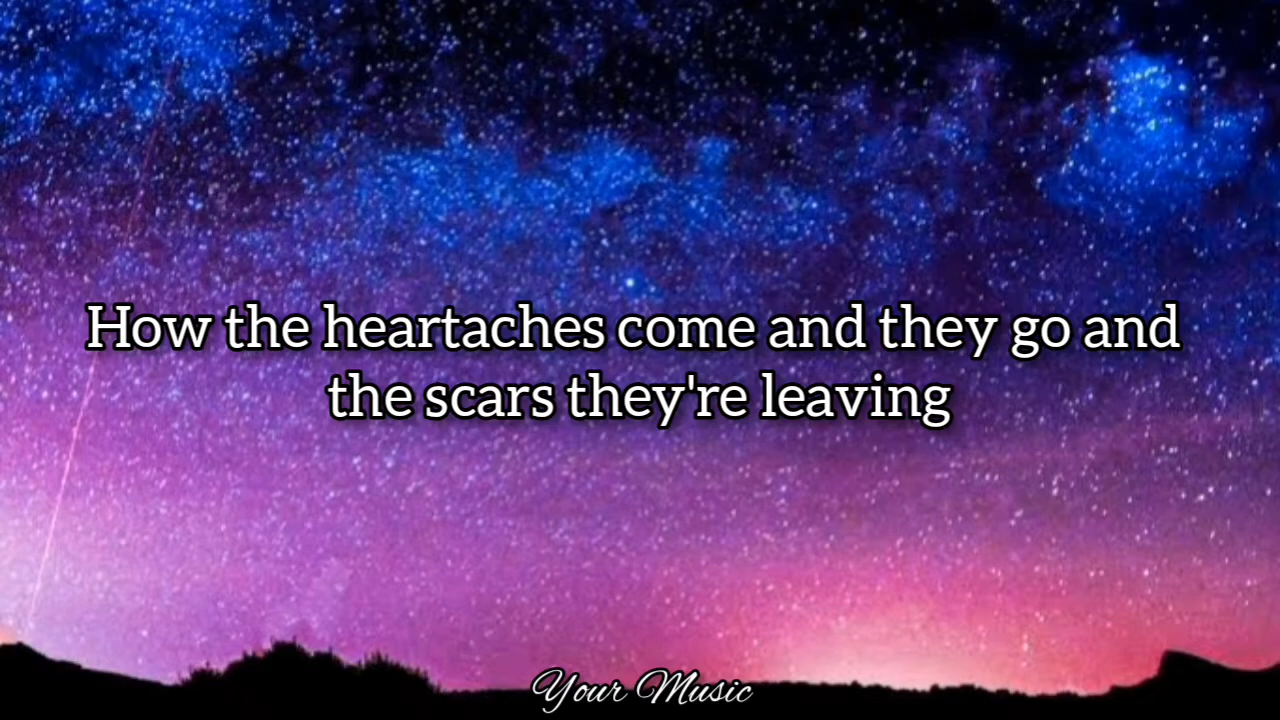 How the heartaches come and they go and
the scars they're leaving
Your Music